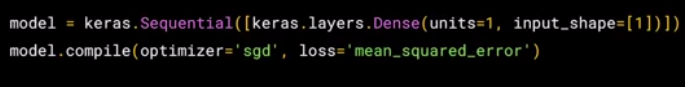 model = keras.Sequential([keras.layers.Dense(units=1, input_shape=[1])])
model.compile(optimizer='sgd', loss='mean_squared_error')